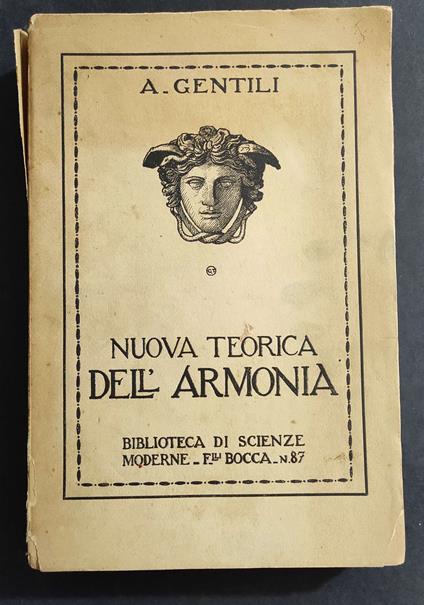 A. GENTILI
NUOVA TEORICA
DELL' ARMONIA
BIBLIOTECA DI SCIENZE
MODERNE - F.LLI BOCCA - N. 87